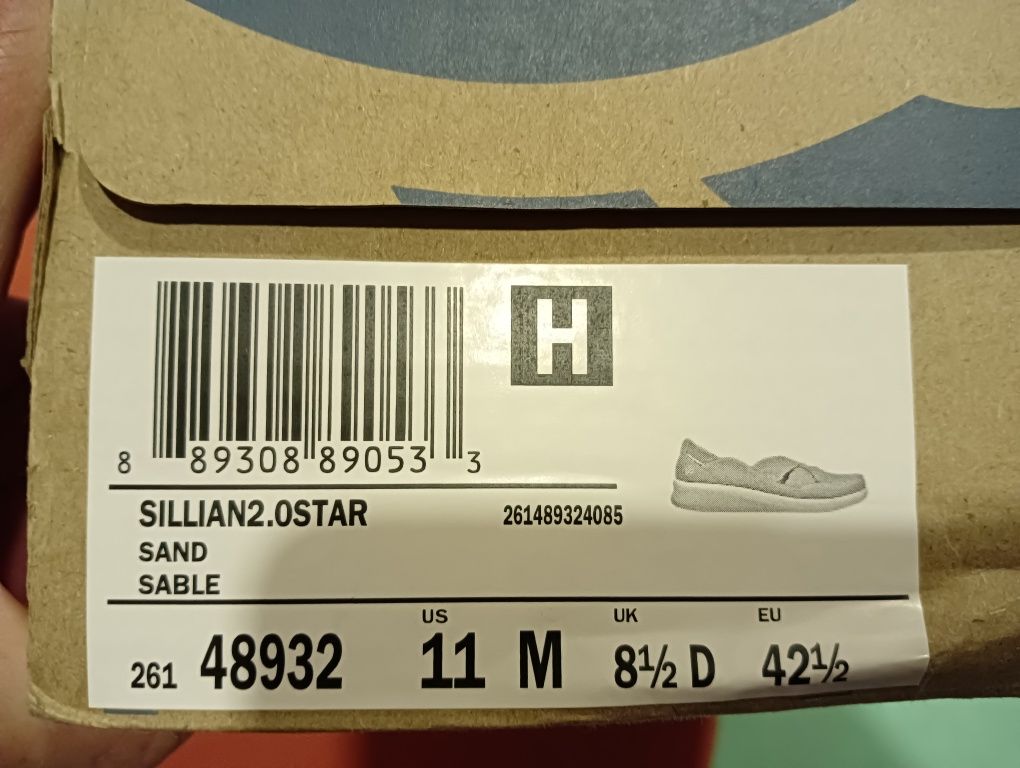 H
8 89308 89053 3
SILLIAN2.0STAR 261489324085
SAND
SABLE
US UK EU
261 48932 11 M 8½ D 42½